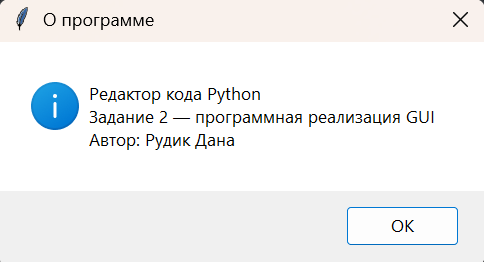 О программе
Редактор кода Python
Задание 2 — программная реализация GUI
Автор: Рудик Дана
OK